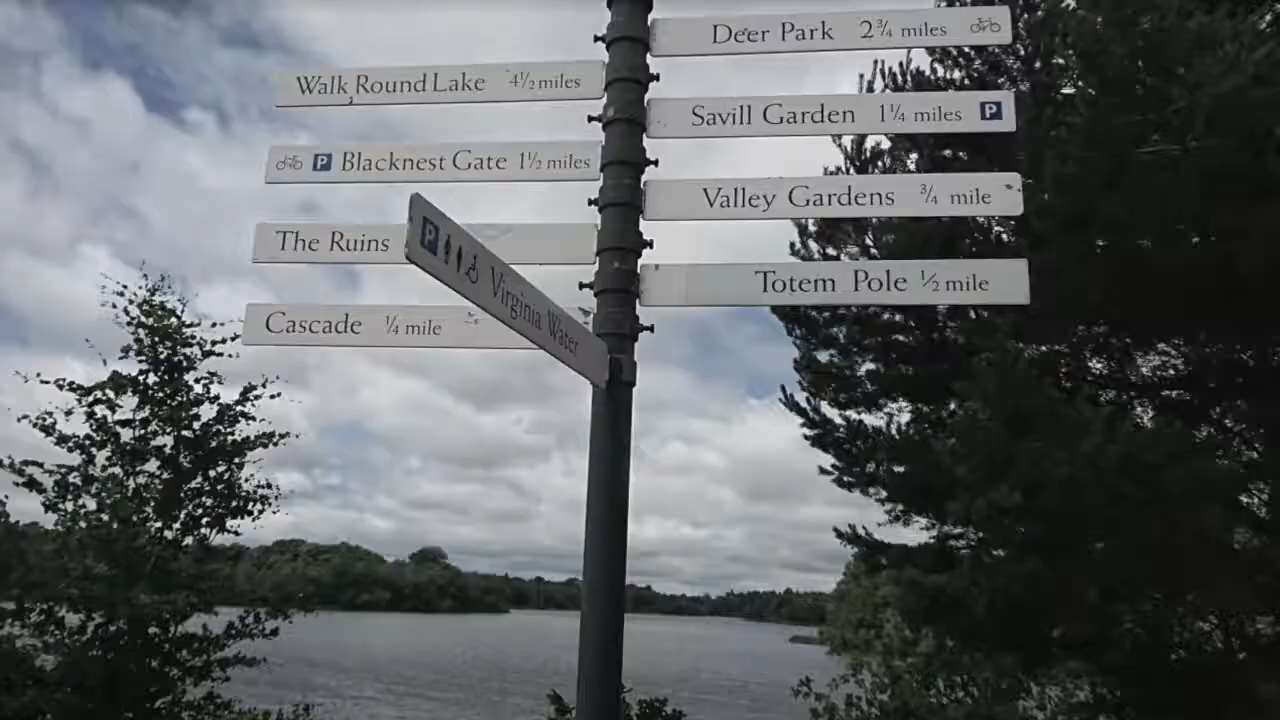 Deer Park 2¾ miles
Walk Round Lake 4½ miles
Savill Garden 1¼ miles P
P Blacknest Gate 1½ miles
Valley Gardens ¾ mile
The Ruins
P Virginia Water
Totem Pole ½ mile
Cascade ¼ mile